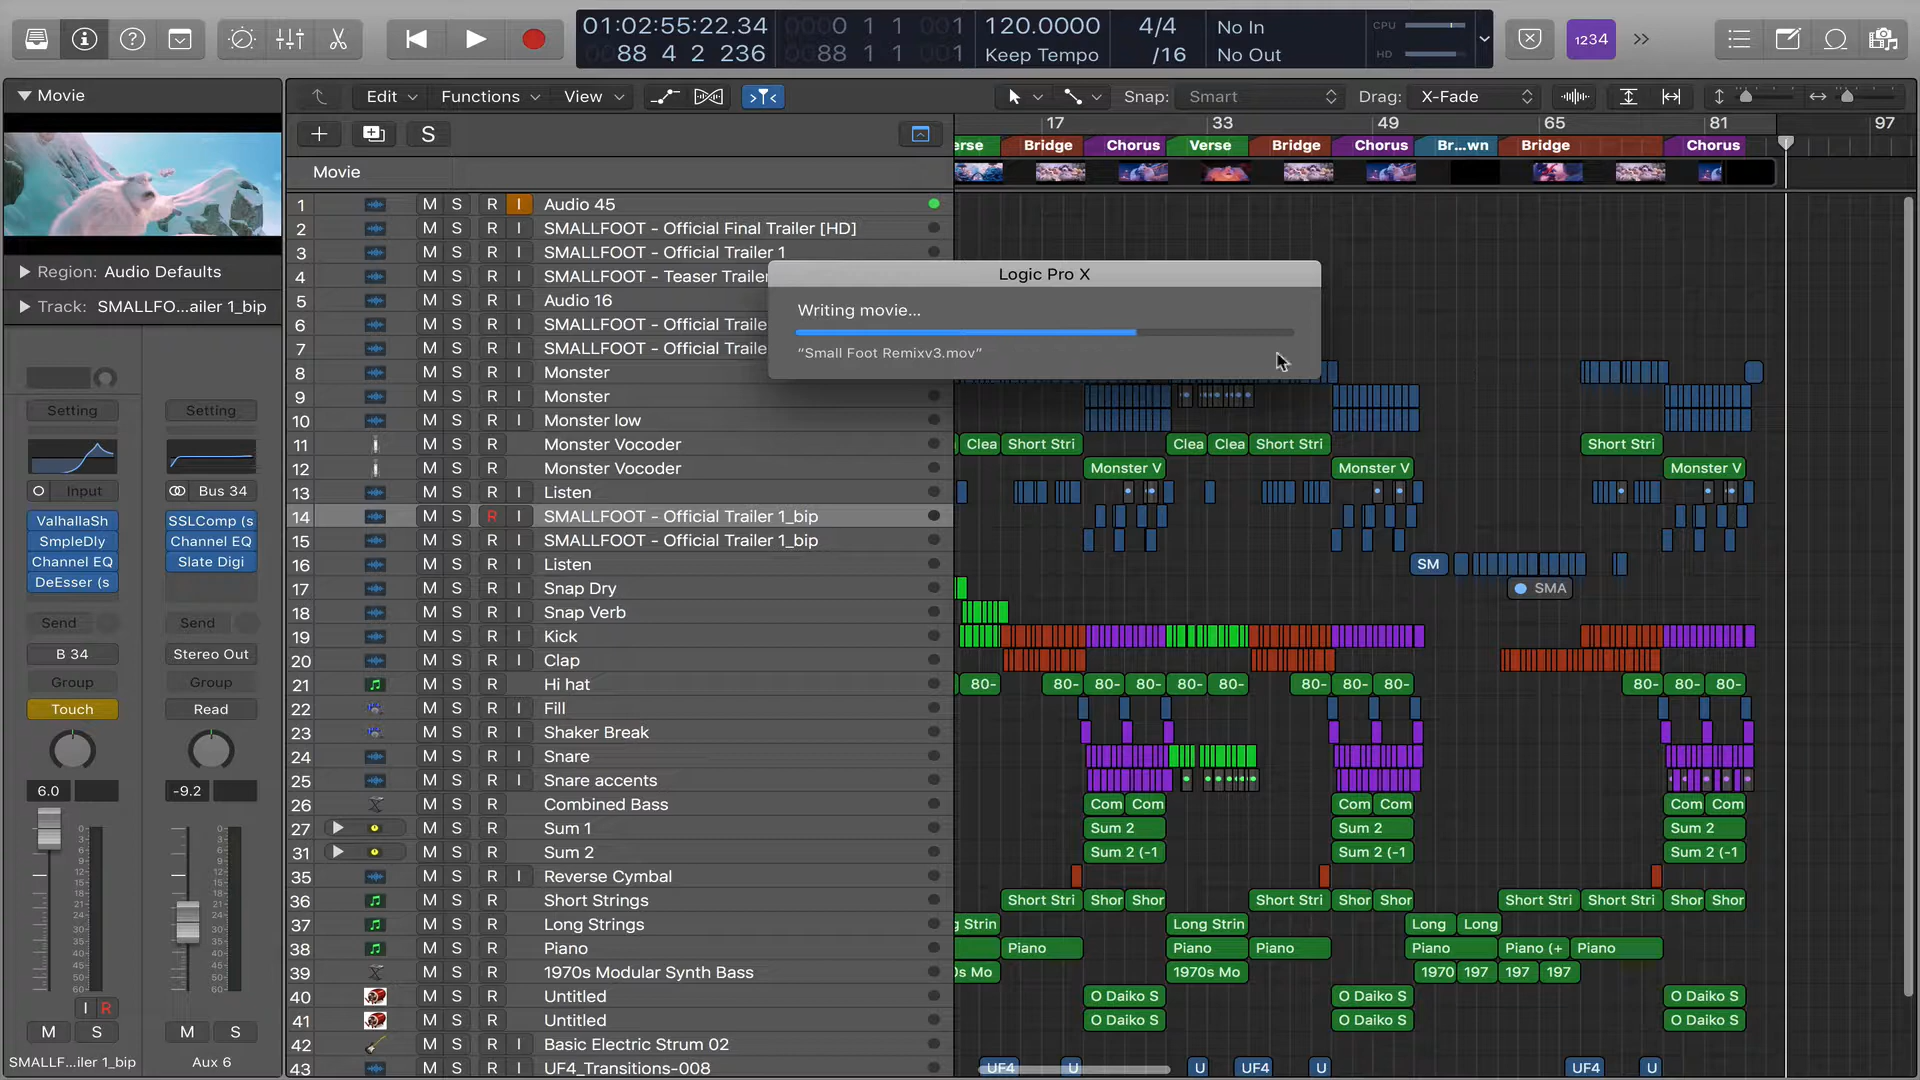 01:02:55:22.34
88 4 2 236
0 1 1 001
88 1 1 001
120.0000
Keep Tempo
4/4
/16
No In
No Out
CPU
HD
1234
Movie
Edit
Functions
View
Snap: Smart
Drag: X-Fade
S
17
33
49
65
81
97
erse
Bridge
Chorus
Verse
Bridge
Chorus
Br...wn
Bridge
Chorus
Movie
Region: Audio Defaults
Track: SMALLFO...ailer 1_bip
Setting
Setting
Input
Bus 34
ValhallaSh
SSLComp (s
SmpleDly
Channel EQ
Channel EQ
Slate Digi
DeEsser (s
Send
Send
B 34
Stereo Out
Group
Group
Touch
Read
6.0
-9.2
I R
M S
M S
SMALLF...iler 1_bip
Aux 6
1 M S R I Audio 45
2 M S R I SMALLFOOT - Official Final Trailer [HD]
3 M S R I SMALLFOOT - Official Trailer 1
4 M S R I SMALLFOOT - Teaser Trailer
5 M S R I Audio 16
6 M S R I SMALLFOOT - Official Traile
7 M S R I SMALLFOOT - Official Traile
8 M S R I Monster
9 M S R I Monster
10 M S R I Monster low
11 M S R Monster Vocoder
12 M S R Monster Vocoder
13 M S R I Listen
14 M S R I SMALLFOOT - Official Trailer 1_bip
15 M S R I SMALLFOOT - Official Trailer 1_bip
16 M S R I Listen
17 M S R I Snap Dry
18 M S R I Snap Verb
19 M S R I Kick
20 M S R I Clap
21 M S R Hi hat
22 M S R I Fill
23 M S R I Shaker Break
24 M S R I Snare
25 M S R I Snare accents
26 M S R Combined Bass
27 M S R Sum 1
31 M S R Sum 2
35 M S R I Reverse Cymbal
36 M S R Short Strings
37 M S R Long Strings
38 M S R Piano
39 M S R 1970s Modular Synth Bass
40 M S R Untitled
41 M S R Untitled
42 M S R I Basic Electric Strum 02
43 M S R I UF4_Transitions-008
Logic Pro X
Writing movie...
“Small Foot Remixv3.mov”
Clea Short Stri Clea Clea Short Stri Short Stri
Monster V Monster V Monster V
SM
SMA
80- 80- 80- 80- 80- 80- 80- 80- 80- 80- 80- 80-
Com Com Com Com Com Com
Sum 2 Sum 2 Sum 2
Sum 2 (-1 Sum 2 (-1 Sum 2 (-1
Short Stri Shor Shor Short Stri Shor Shor Short Stri Short Stri Shor Shor
g Strin Long Strin Long Long
Piano Piano Piano Piano Piano (+ Piano
0s Mo 1970s Mo 1970 197 197 197
O Daiko S O Daiko S O Daiko S
O Daiko S O Daiko S O Daiko S
UF4 U U UF4 U UF4 U